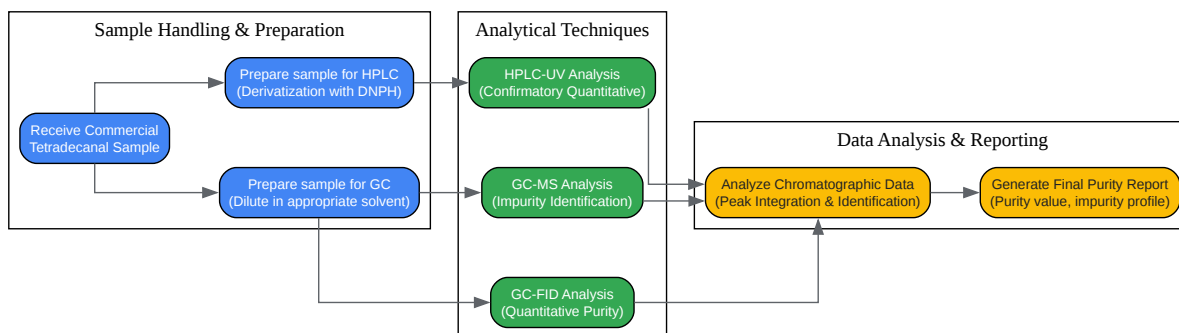 Sample Handling & Preparation
Receive Commercial
Tetradecanal Sample
Prepare sample for HPLC
(Derivatization with DNPH)
Prepare sample for GC
(Dilute in appropriate solvent)
Analytical Techniques
HPLC-UV Analysis
(Confirmatory Quantitative)
GC-MS Analysis
(Impurity Identification)
GC-FID Analysis
(Quantitative Purity)
Data Analysis & Reporting
Analyze Chromatographic Data
(Peak Integration & Identification)
Generate Final Purity Report
(Purity value, impurity profile)